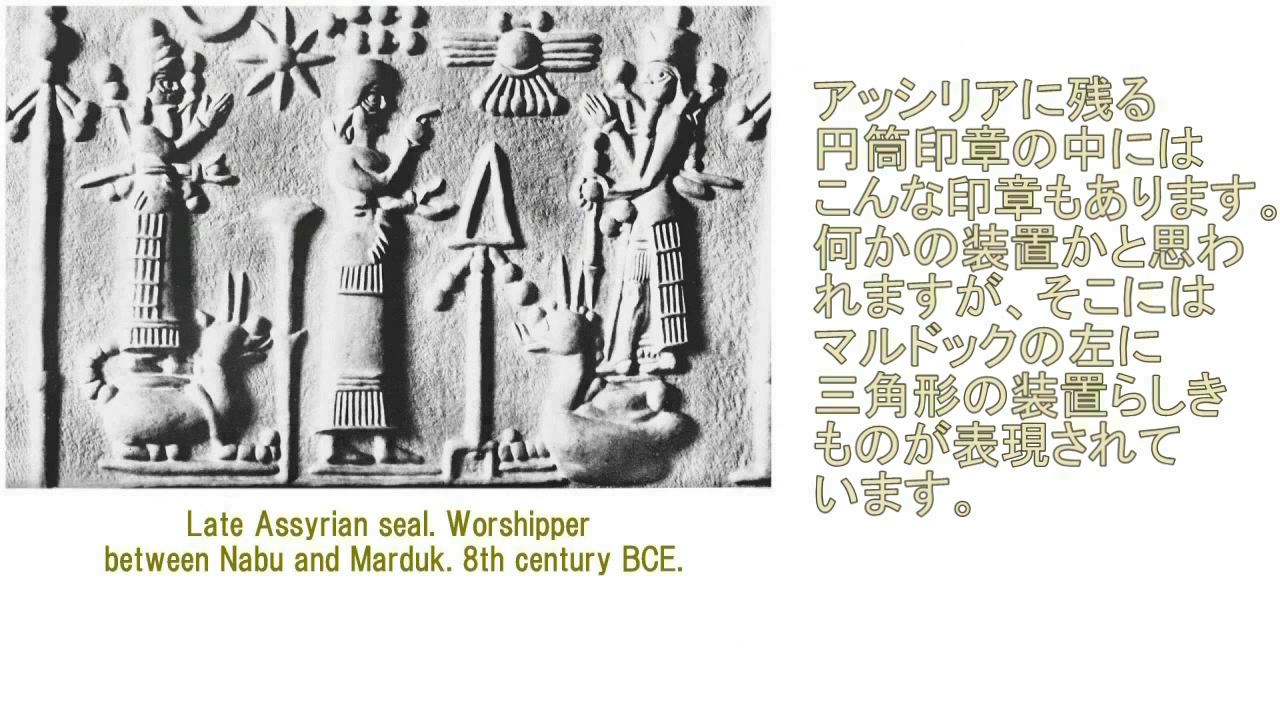 アッシリアに残る
円筒印章の中には
こんな印章もあります。
何かの装置かと思わ
れますが、そこには
マルドックの左に
三角形の装置らしき
ものが表現されて
います。
Late Assyrian seal. Worshipper
between Nabu and Marduk. 8th century BCE.